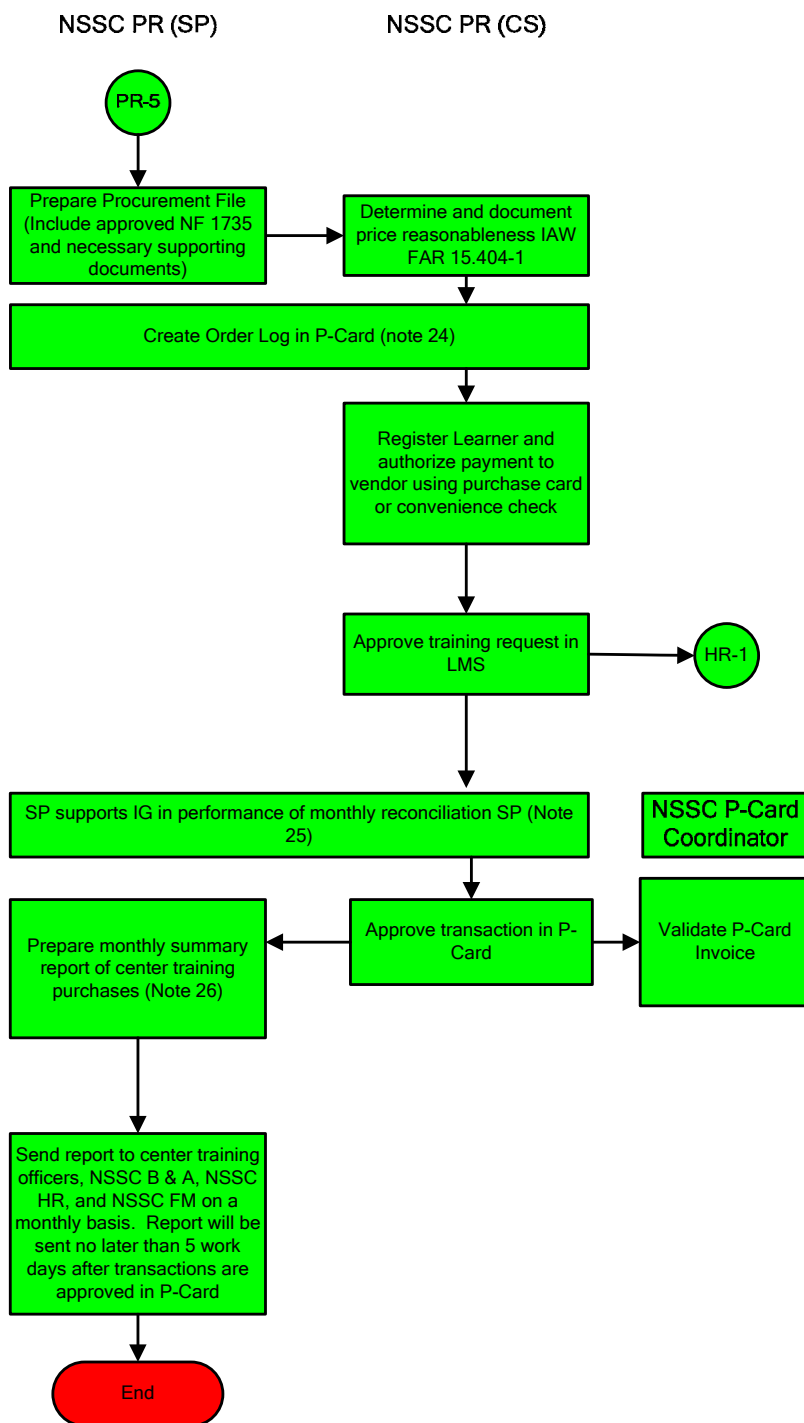 NSSC PR (SP)
NSSC PR (CS)
PR-5
Prepare Procurement File
(Include approved NF 1735
and necessary supporting
documents)
Determine and document
price reasonableness IAW
FAR 15.404-1
Create Order Log in P-Card (note 24)
Register Learner and
authorize payment to
vendor using purchase card
or convenience check
Approve training request in
LMS
HR-1
SP supports IG in performance of monthly reconciliation SP (Note
25)
NSSC P-Card
Coordinator
Prepare monthly summary
report of center training
purchases (Note 26)
Approve transaction in P-
Card
Validate P-Card
Invoice
Send report to center training
officers, NSSC B & A, NSSC
HR, and NSSC FM on a
monthly basis.  Report will be
sent no later than 5 work
days after transactions are
approved in P-Card
End